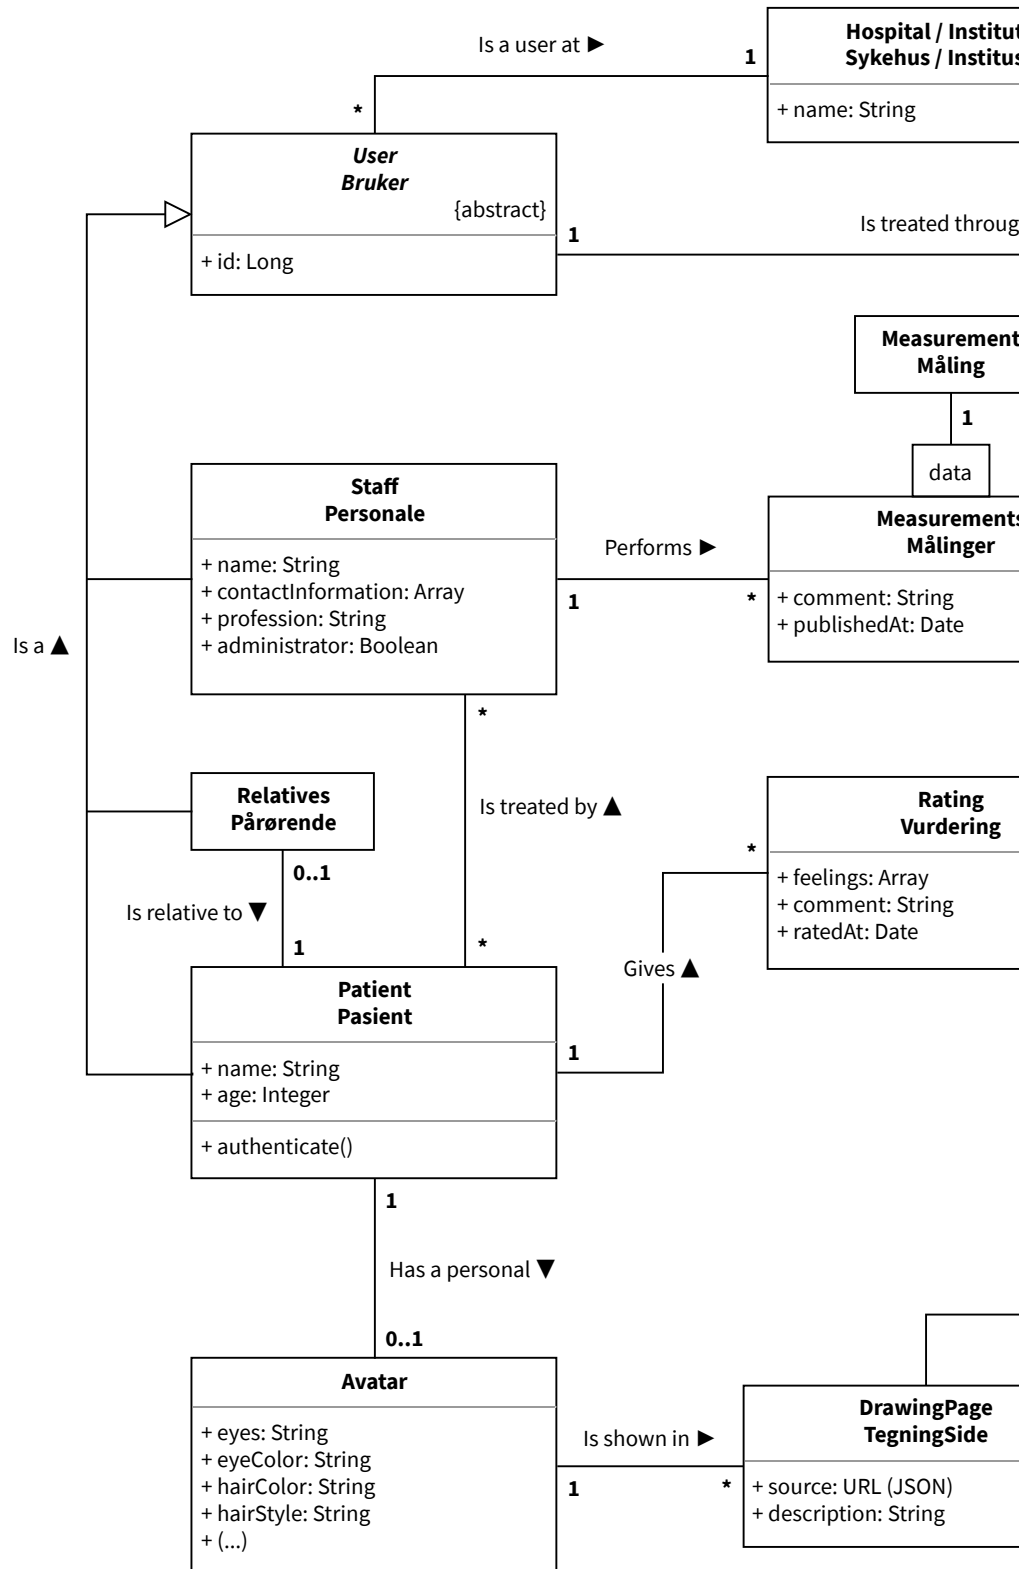 Is a user at ►
1
Hospital / Institut
Sykehus / Institus
+ name: String
*
User
Bruker
{abstract}
+ id: Long
1
Is treated throug
Measurement
Måling
1
data
Measurements
Målinger
+ comment: String
+ publishedAt: Date
Staff
Personale
+ name: String
+ contactInformation: Array
+ profession: String
+ administrator: Boolean
Performs ►
1
*
Is a ▲
*
Is treated by ▲
*
Relatives
Pårørende
0..1
Is relative to ▼
1
Rating
Vurdering
+ feelings: Array
+ comment: String
+ ratedAt: Date
*
Gives ▲
1
Patient
Pasient
+ name: String
+ age: Integer
+ authenticate()
1
Has a personal ▼
0..1
Avatar
+ eyes: String
+ eyeColor: String
+ hairColor: String
+ hairStyle: String
+ (...)
Is shown in ►
1
*
DrawingPage
TegningSide
+ source: URL (JSON)
+ description: String